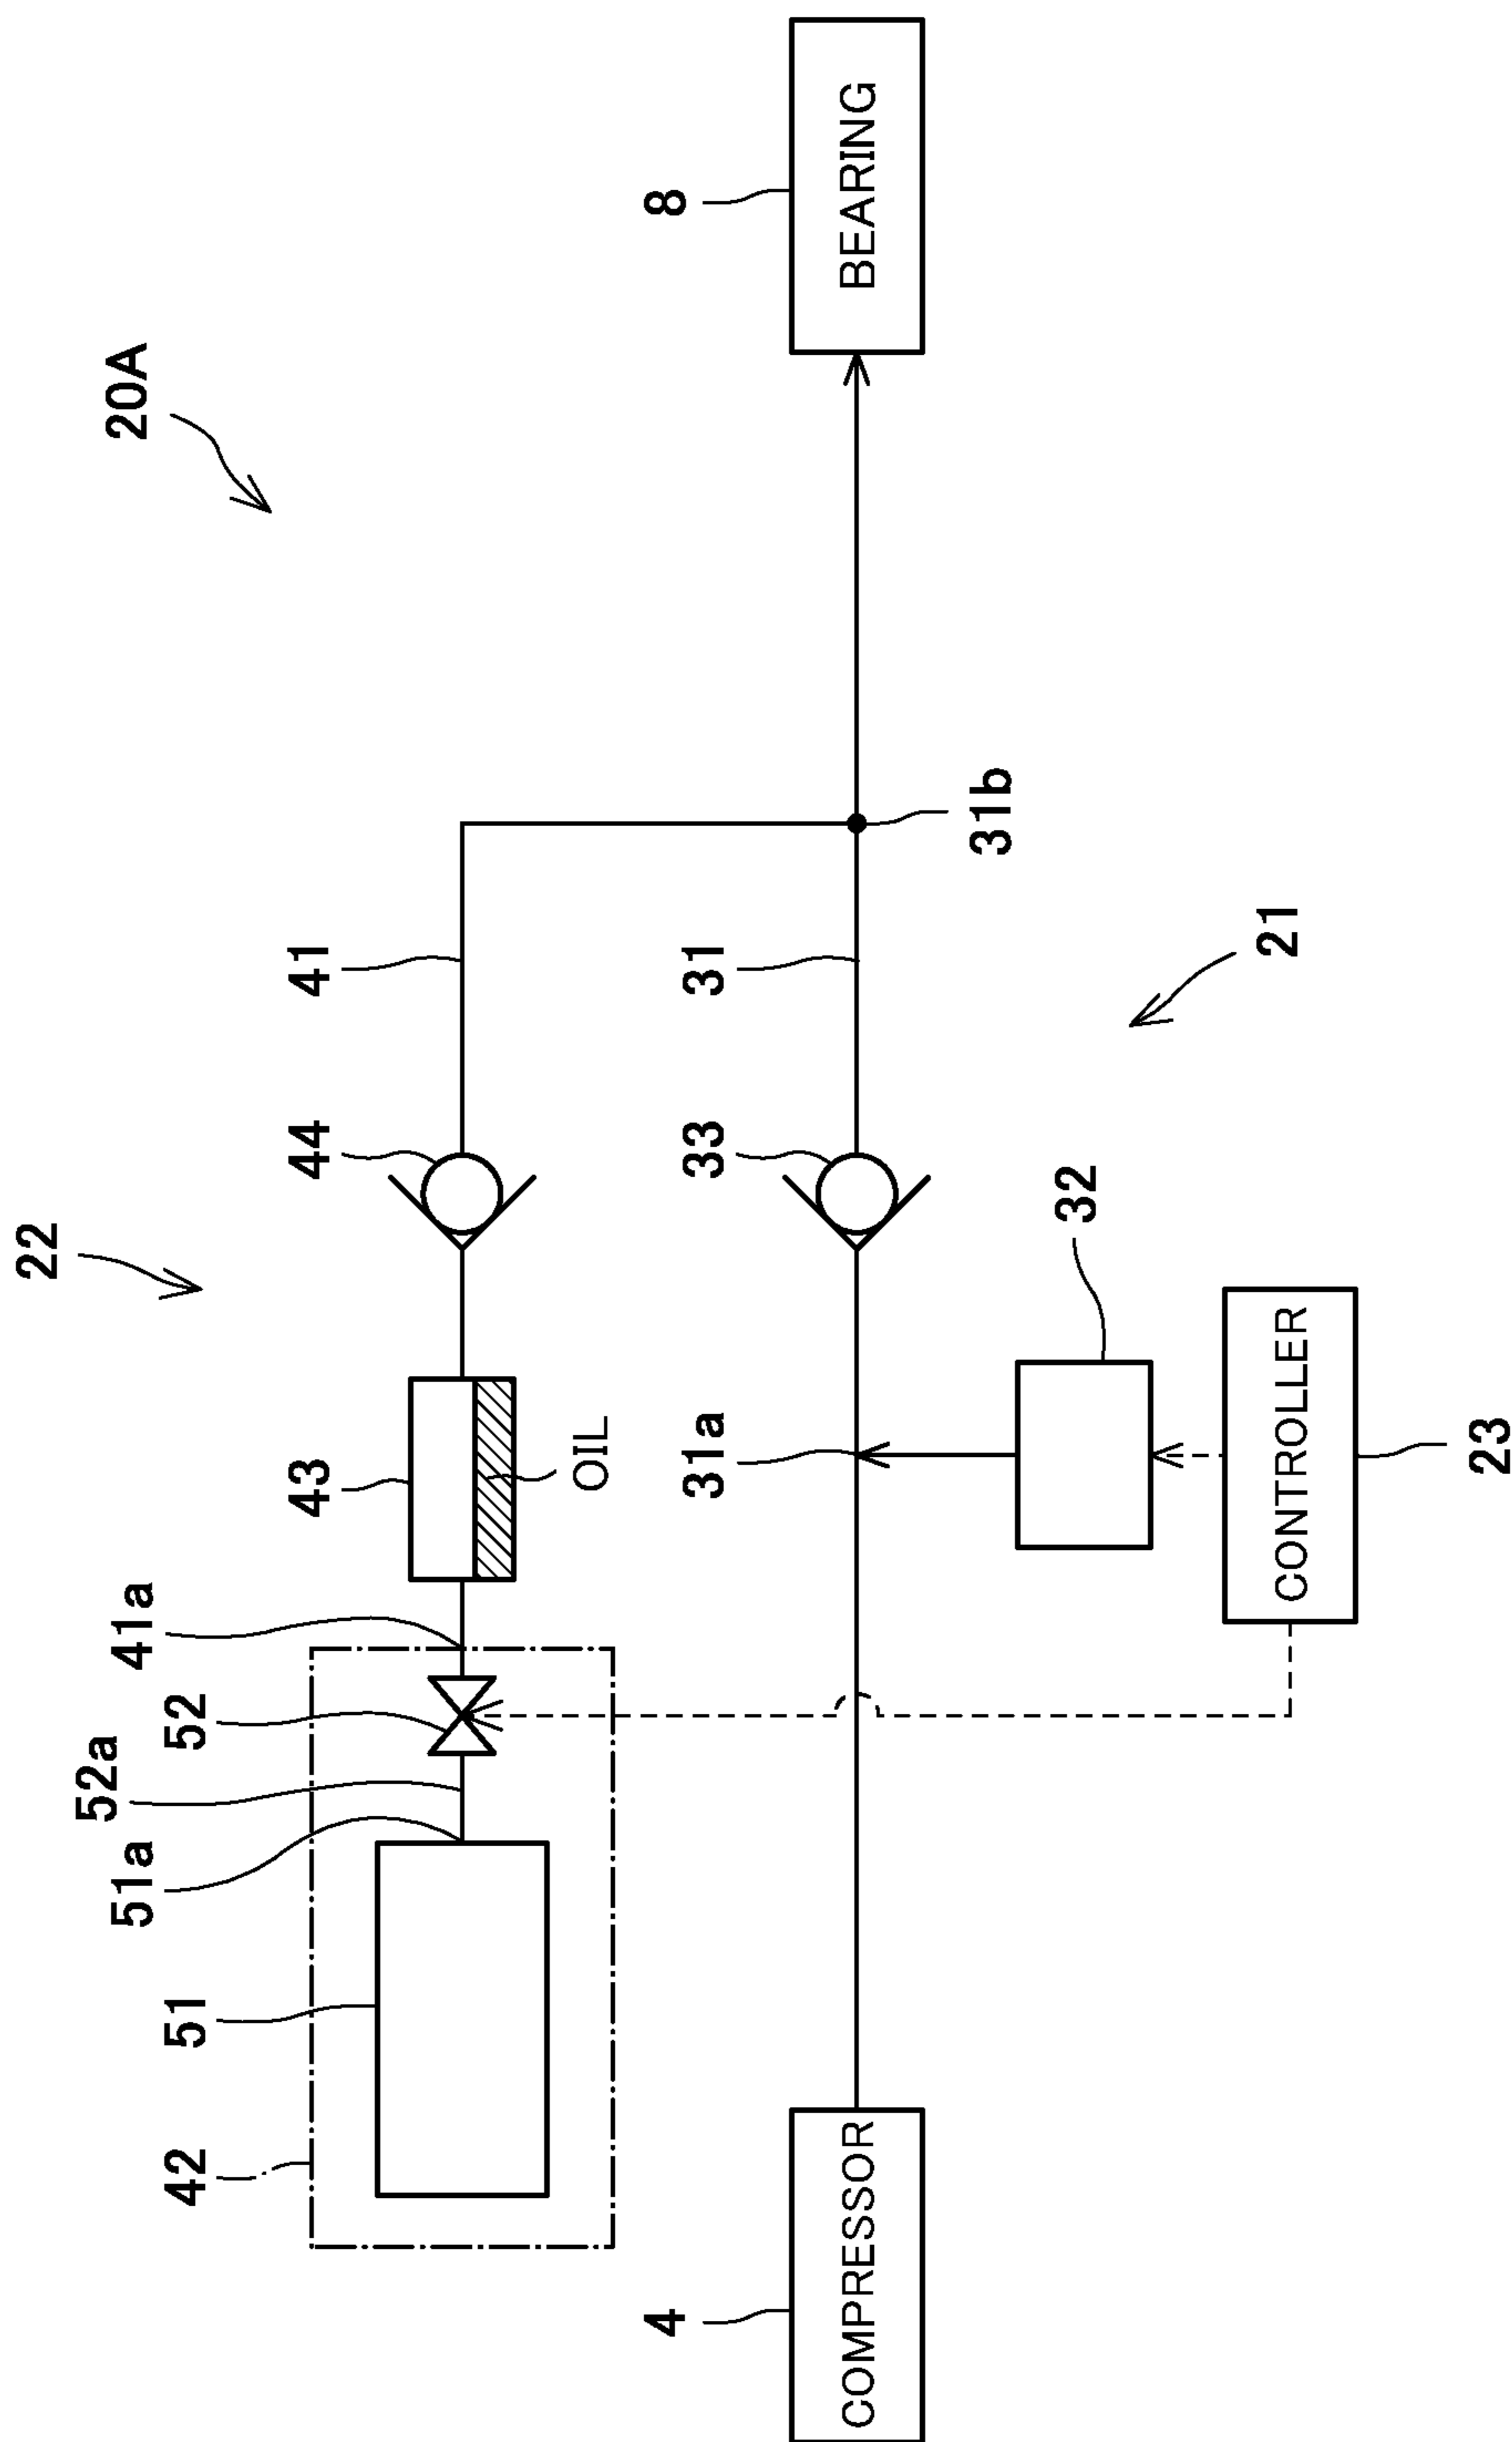 20A
22
42
51
51a
52a
52
41a
43
OIL
44
41
4
COMPRESSOR
31a
33
31
31b
8
BEARING
32
21
CONTROLLER
23